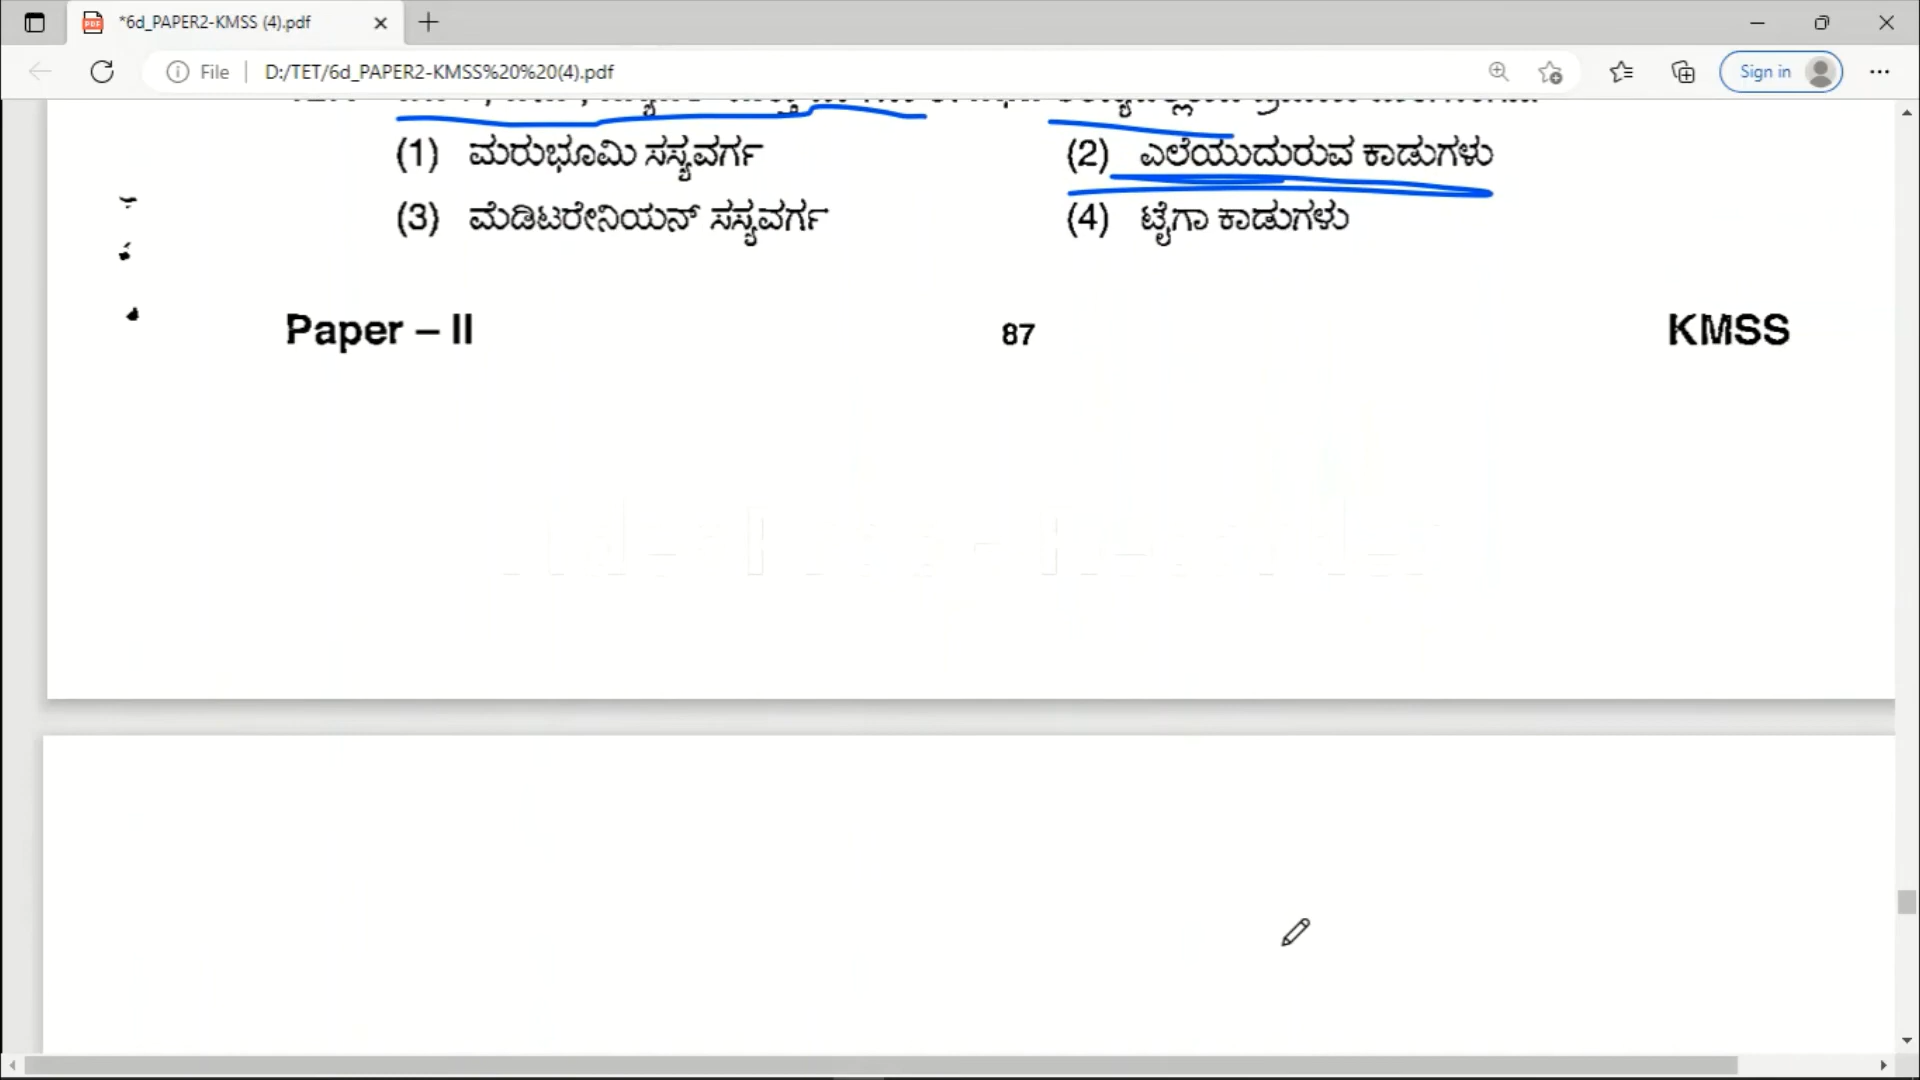 *6d_PAPER2-KMSS (4).pdf
File D:/TET/6d_PAPER2-KMSS%20%20(4).pdf
Sign in
(1) ಮರುಭೂಮಿ ಸಸ್ಯವರ್ಗ (2) ಎಲೆಯುದುರುವ ಕಾಡುಗಳು
(3) ಮೆಡಿಟರೇನಿಯನ್ ಸಸ್ಯವರ್ಗ (4) ಟೈಗಾ ಕಾಡುಗಳು
Paper – II 87 KMSS